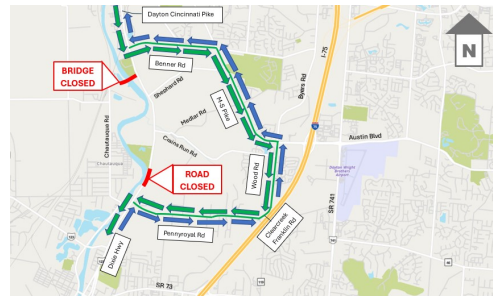 Dayton Cincinnati Pike
N
I-75
Byers Rd
Benner Rd
BRIDGE
CLOSED
Shephard Rd
M-S Pike
Medlar Rd
Chautauqua Rd
Austin Blvd
Crains Run Rd
Chautauqua
Dayton Wright
Brothers
Airport
ROAD
CLOSED
Wood Rd
SR 741
Clearcreek
Franklin Rd
Pennyroyal Rd
Dixie Hwy
SR 73